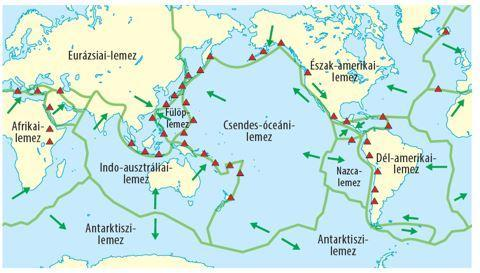 Eurázsiai-lemez
Észak-amerikai-
lemez
Afrikai-
lemez
Fülöp-
lemez
Csendes-óceáni-
lemez
Indo-ausztráliai-
lemez
Nazca-
lemez
Dél-amerikai-
lemez
Antarktiszi-
lemez
Antarktiszi-
lemez